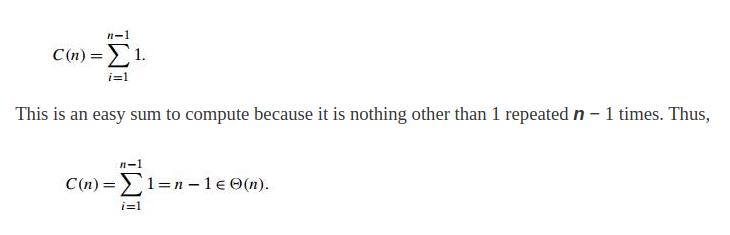 n−1
C(n) = ∑ 1.
i=1
This is an easy sum to compute because it is nothing other than 1 repeated n − 1 times. Thus,
n−1
C(n) = ∑ 1 = n − 1 ∈ Θ(n).
i=1